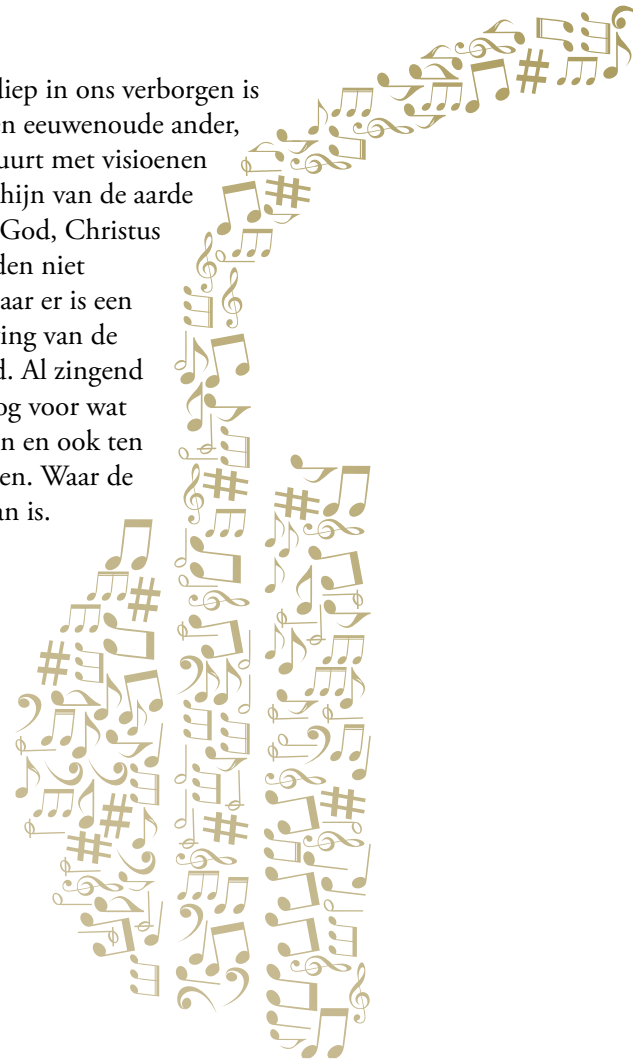 diep in ons verborgen is
en eeuwenoude ander,
uurt met visioenen
hijn van de aarde
God, Christus
den niet
aar er is een
ing van de
d. Al zingend
og voor wat
n en ook ten
en. Waar de
an is.